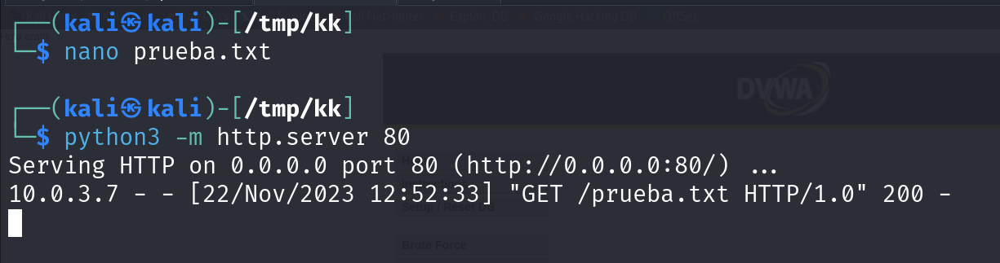 Kali NetHunter Exploit-DB Google Hacking DB OffSec
┌──(kali㉿kali)-[/tmp/kk]
└─$ nano prueba.txt
DVWA
┌──(kali㉿kali)-[/tmp/kk]
└─$ python3 -m http.server 80
Serving HTTP on 0.0.0.0 port 80 (http://0.0.0.0:80/) ...
10.0.3.7 - - [22/Nov/2023 12:52:33] "GET /prueba.txt HTTP/1.0" 200 -
Setup / Reset DB
Brute Force